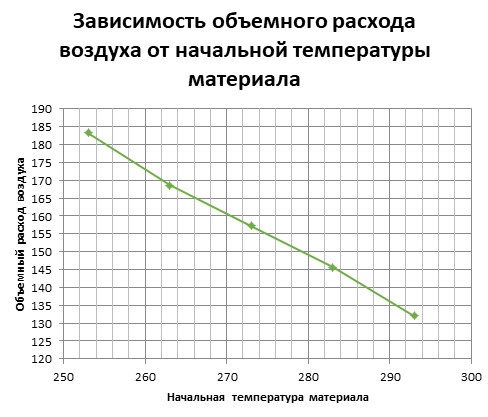 Зависимость объемного расхода
воздуха от начальной температуры
материала
Объемный расход воздуха
190
185
180
175
170
165
160
155
150
145
140
135
130
125
120
250 260 270 280 290 300
Начальная температура материала